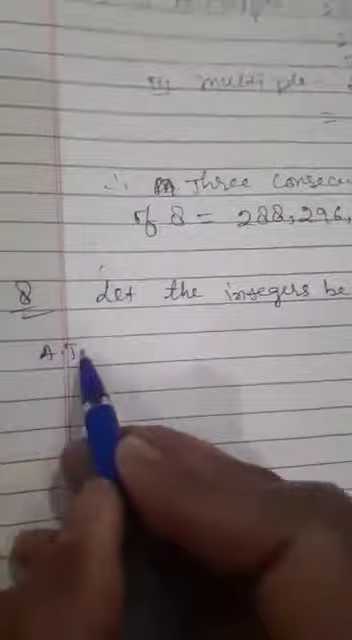 multiple
=
∴ Three consecu
of 8 = 288, 296,
8 Let the integers be
A.T